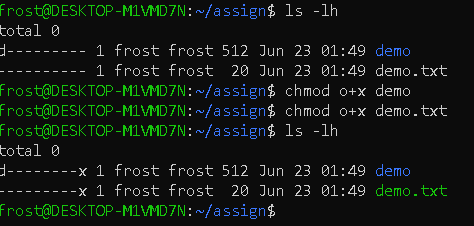 frost@DESKTOP-M1VMD7N:~/assign$ ls -lh
total 0
d--------- 1 frost frost 512 Jun 23 01:49 demo
---------- 1 frost frost  20 Jun 23 01:49 demo.txt
frost@DESKTOP-M1VMD7N:~/assign$ chmod o+x demo
frost@DESKTOP-M1VMD7N:~/assign$ chmod o+x demo.txt
frost@DESKTOP-M1VMD7N:~/assign$ ls -lh
total 0
d--------x 1 frost frost 512 Jun 23 01:49 demo
---------x 1 frost frost  20 Jun 23 01:49 demo.txt
frost@DESKTOP-M1VMD7N:~/assign$